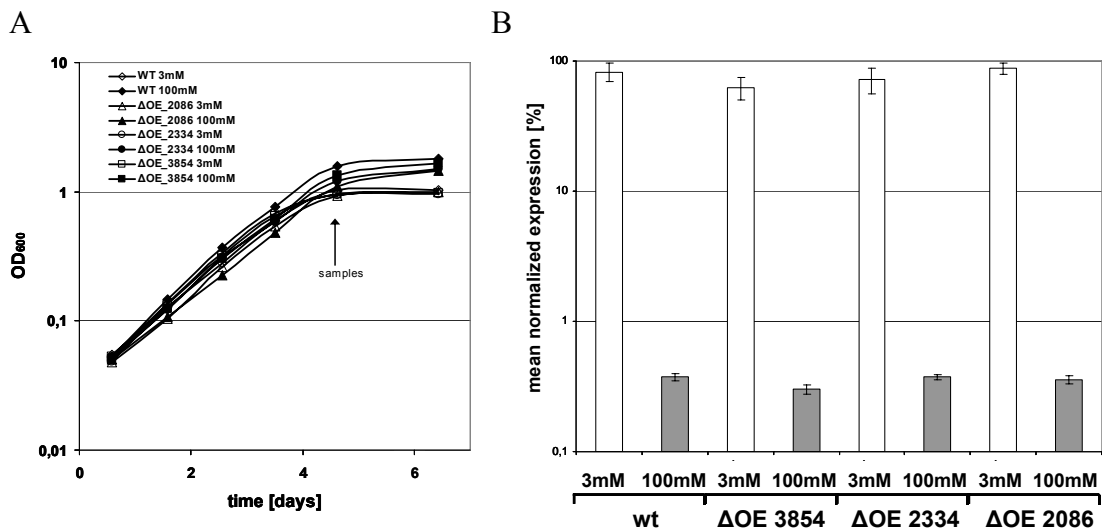 A
B
10
1
0,1
0,01
OD600
0
2
4
6
time [days]
WT 3mM
WT 100mM
ΔOE_2086 3mM
ΔOE_2086 100mM
ΔOE_2334 3mM
ΔOE_2334 100mM
ΔOE_3854 3mM
ΔOE_3854 100mM
samples
mean normalized expression [%]
100
10
1
0,1
3mM 100mM 3mM 100mM 3mM 100mM 3mM 100mM
wt ΔOE 3854 ΔOE 2334 ΔOE 2086